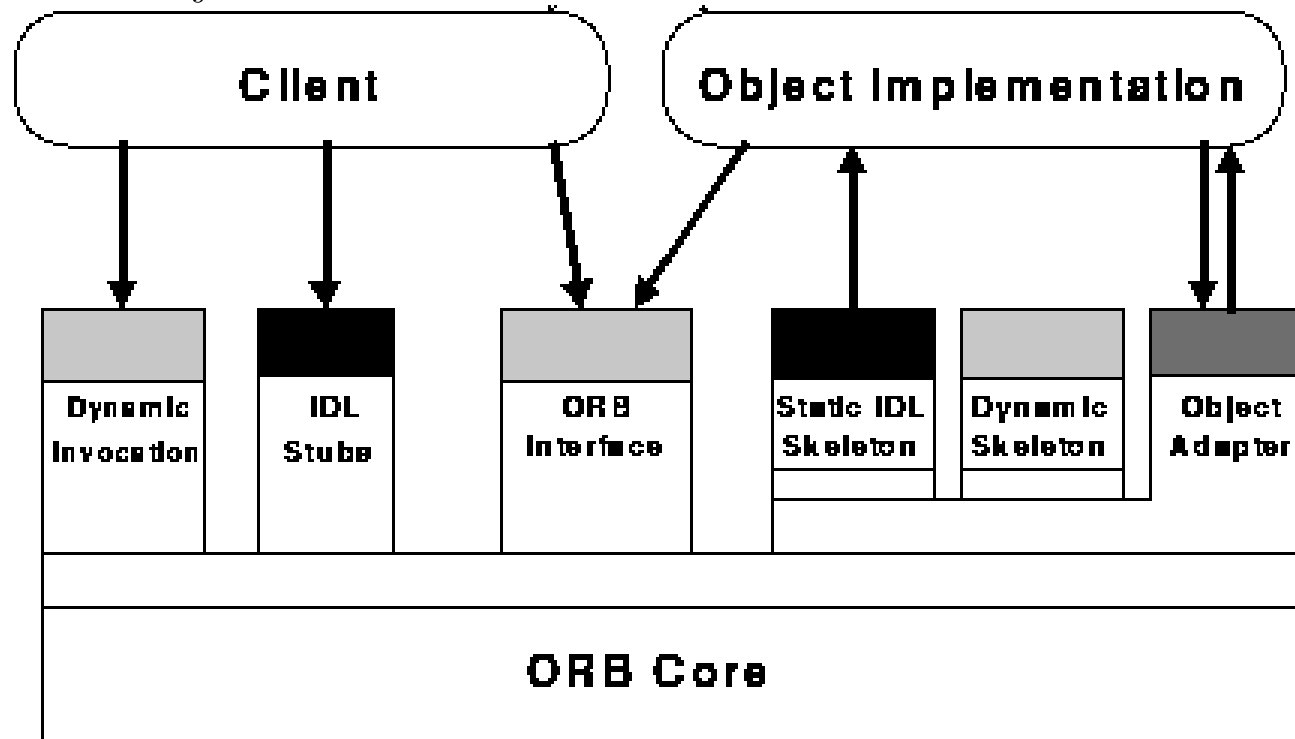 Client
Object Implementation
Dynamic
Invocation
IDL
Stubs
ORB
Interface
Static IDL
Skeleton
Dynamic
Skeleton
Object
Adapter
ORB Core